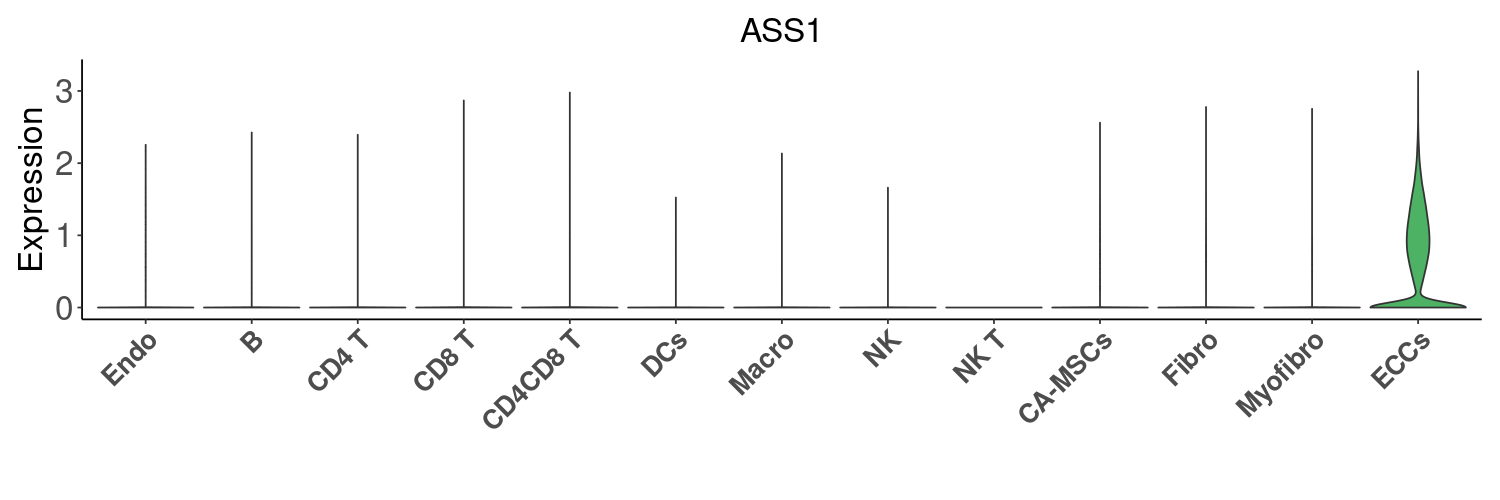 ASS1
Expression
3
2
1
0
Endo
B
CD4 T
CD8 T
CD4CD8 T
DCs
Macro
NK
NK T
CA-MSCs
Fibro
Myofibro
ECCs